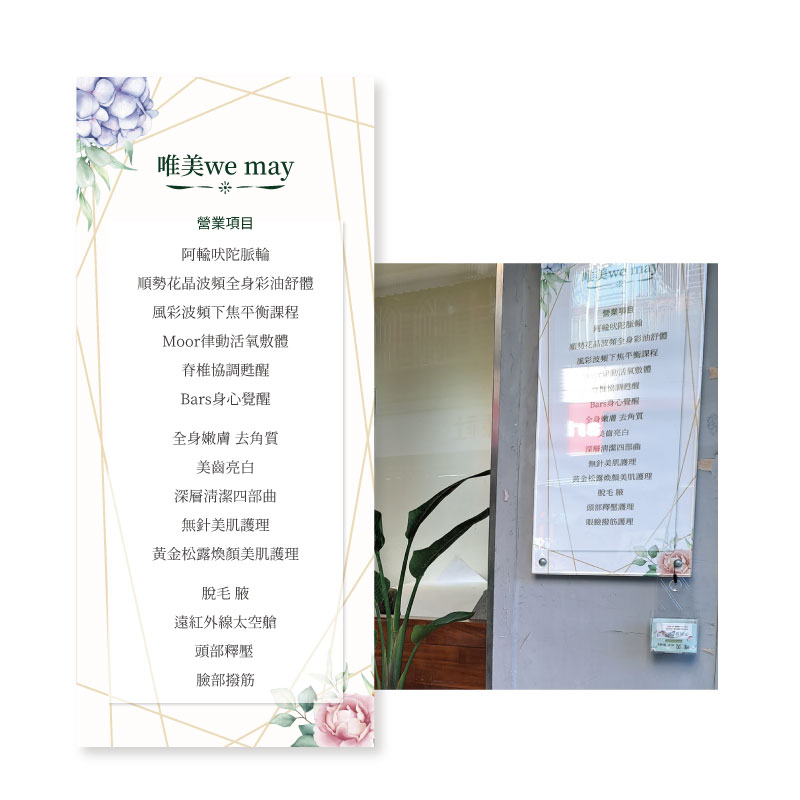 唯美we may
營業項目
阿輸吠陀脈輪
順勢花晶波頻全身彩油舒體
風彩波頻下焦平衡課程
Moor律動活氧敷體
脊椎協調甦醒
Bars身心覺醒
全身嫩膚 去角質
美齒亮白
深層清潔四部曲
無針美肌護理
黃金松露煥顏美肌護理
脫毛 腋
遠紅外線太空艙
頭部釋壓
臉部撥筋
唯美we may
營業項目
阿輸吠陀脈輪
順勢花晶波頻全身彩油舒體
風彩波頻下焦平衡課程
律動活氧敷體
脊椎協調甦醒
Bars身心覺醒
全身嫩膚 去角質
美齒亮白
深層清潔四部曲
無針美肌護理
黃金松露煥顏美肌護理
脫毛 腋
頭部釋壓護理
眼臉撥筋護理